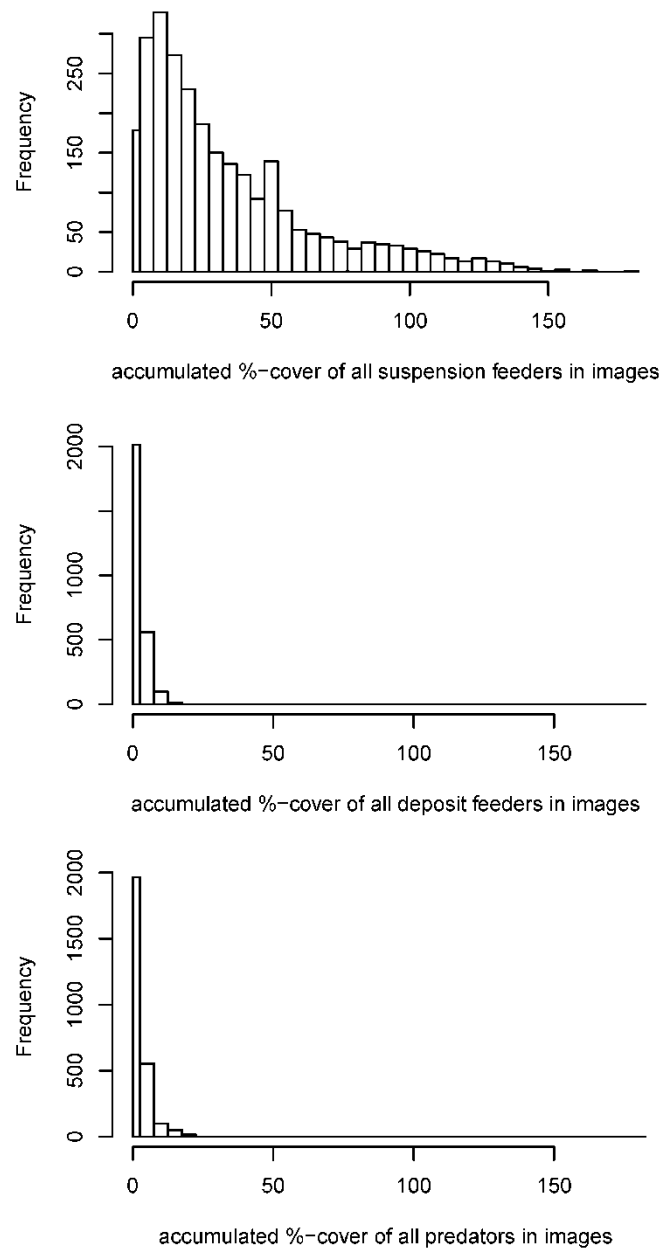 Frequency
250
150
50
0
0 50 100 150
accumulated %−cover of all suspension feeders in images
Frequency
2000
1000
500
0
0 50 100 150
accumulated %−cover of all deposit feeders in images
Frequency
2000
1500
1000
500
0
0 50 100 150
accumulated %−cover of all predators in images